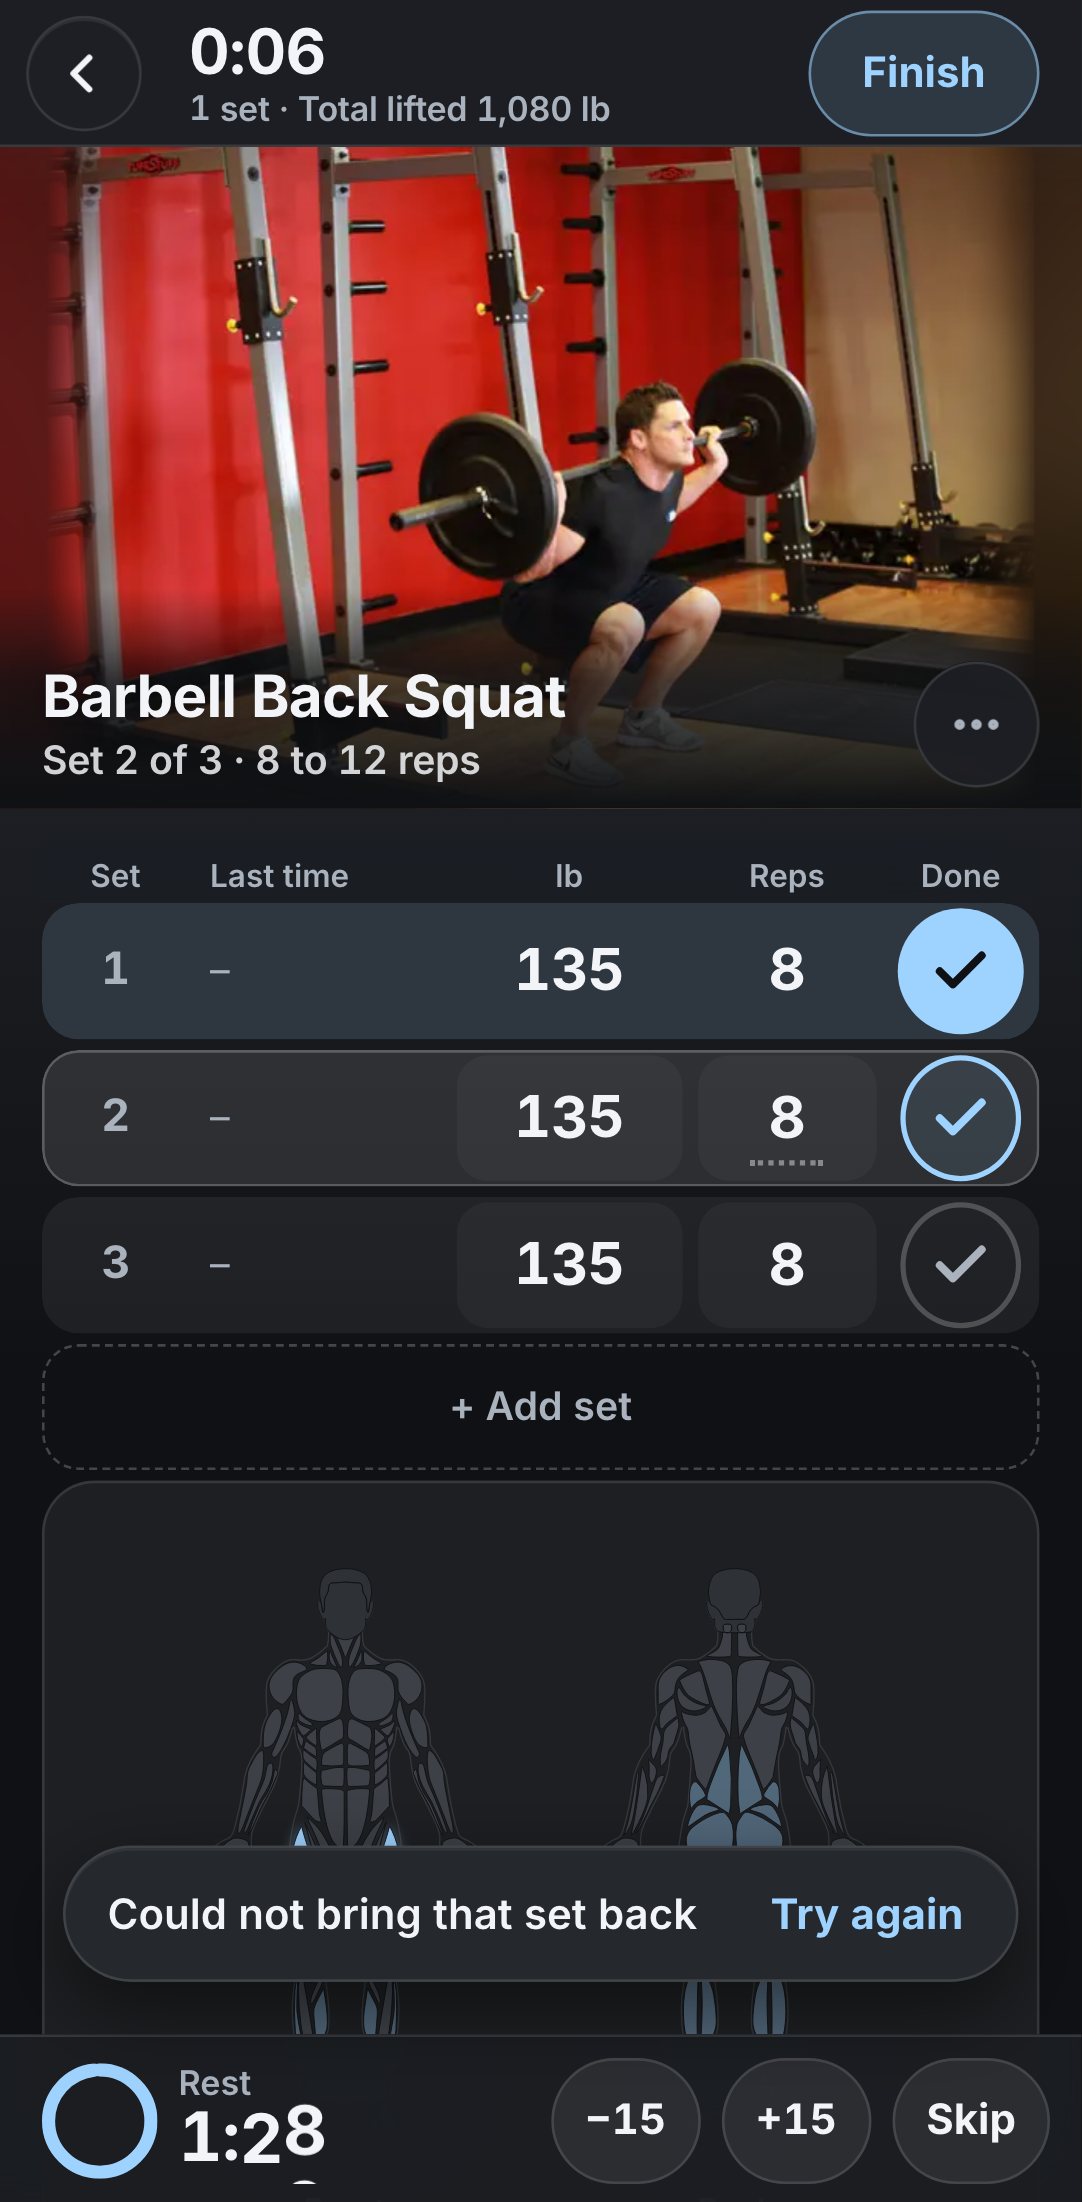 0:06
1 set · Total lifted 1,080 lb
Finish
Barbell Back Squat
Set 2 of 3 · 8 to 12 reps
Set Last time lb Reps Done
1 – 135 8
2 – 135 8
3 – 135 8
+ Add set
Could not bring that set back Try again
Rest
1:28
−15 +15 Skip